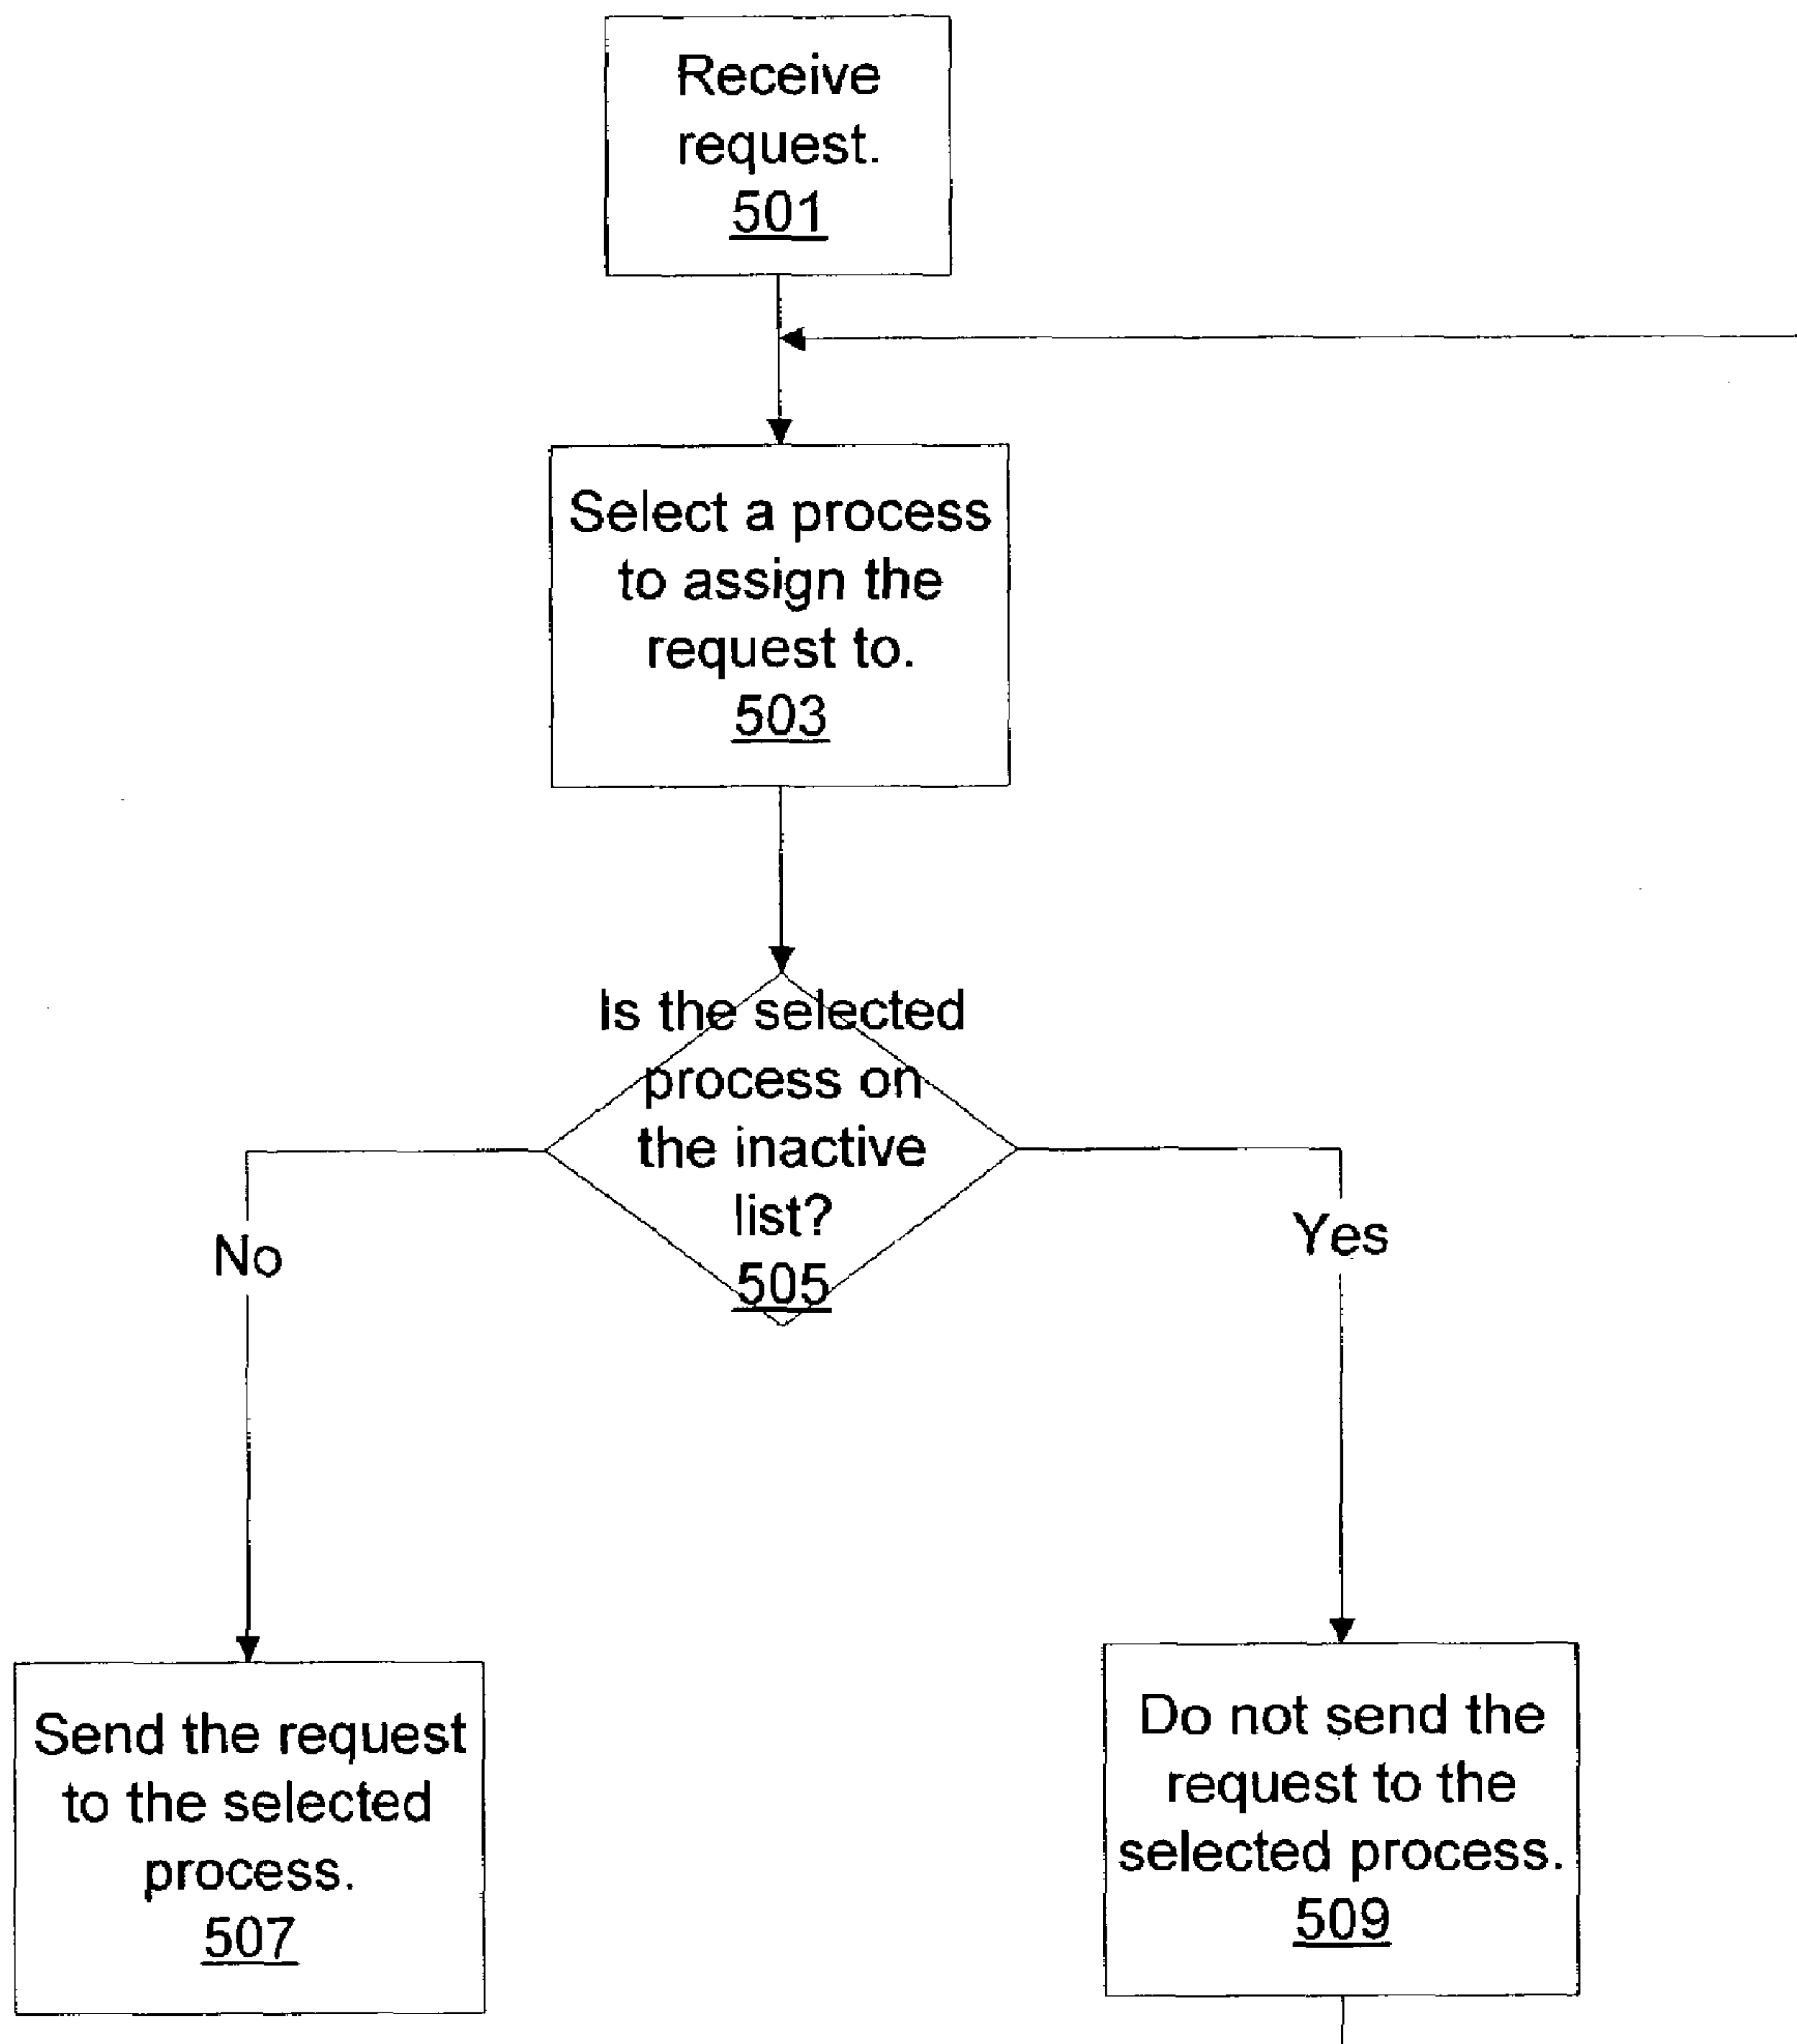 Receive
request.
501
Select a process
to assign the
request to.
503
Is the selected
process on
the inactive
list?
505
No
Yes
Send the request
to the selected
process.
507
Do not send the
request to the
selected process.
509